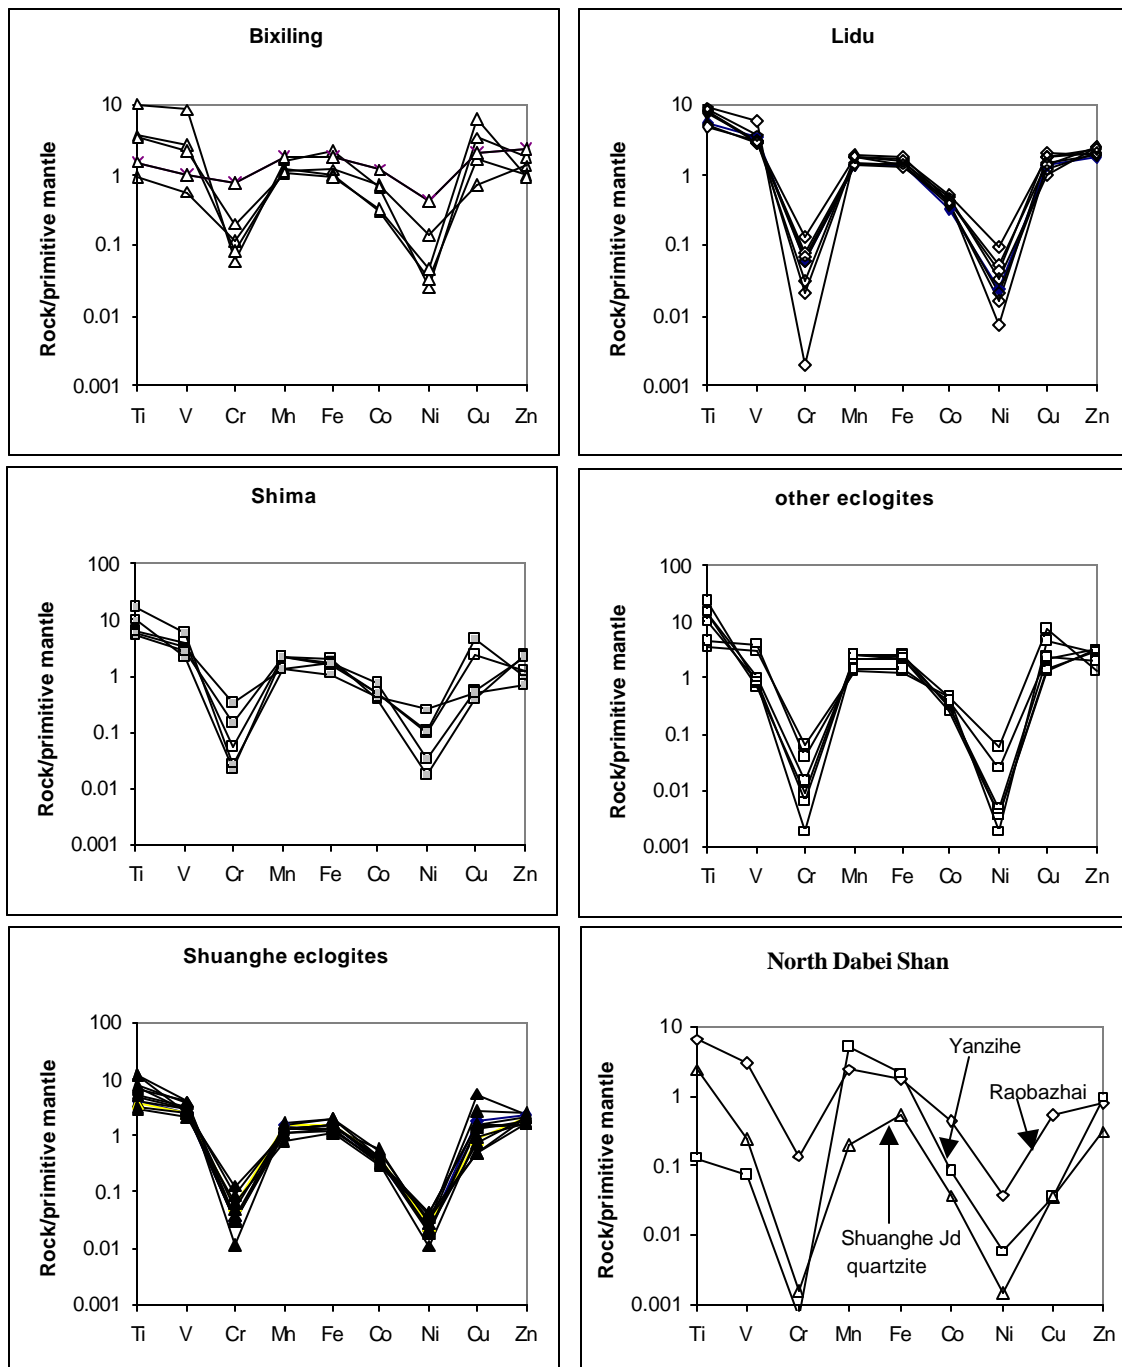 Bixiling
Rock/primitive mantle
10
1
0.1
0.01
0.001
Ti V Cr Mn Fe Co Ni Cu Zn
Lidu
Rock/primitive mantle
10
1
0.1
0.01
0.001
Ti V Cr Mn Fe Co Ni Cu Zn
Shima
Rock/primitive mantle
100
10
1
0.1
0.01
0.001
Ti V Cr Mn Fe Co Ni Cu Zn
other eclogites
Rock/primitive mantle
100
10
1
0.1
0.01
0.001
Ti V Cr Mn Fe Co Ni Cu Zn
Shuanghe eclogites
Rock/primitive mantle
100
10
1
0.1
0.01
0.001
Ti V Cr Mn Fe Co Ni Cu Zn
North Dabei Shan
Rock/primitive mantle
10
1
0.1
0.01
0.001
Yanzihe
Raobazhai
Shuanghe Jd
quartzite
Ti V Cr Mn Fe Co Ni Cu Zn